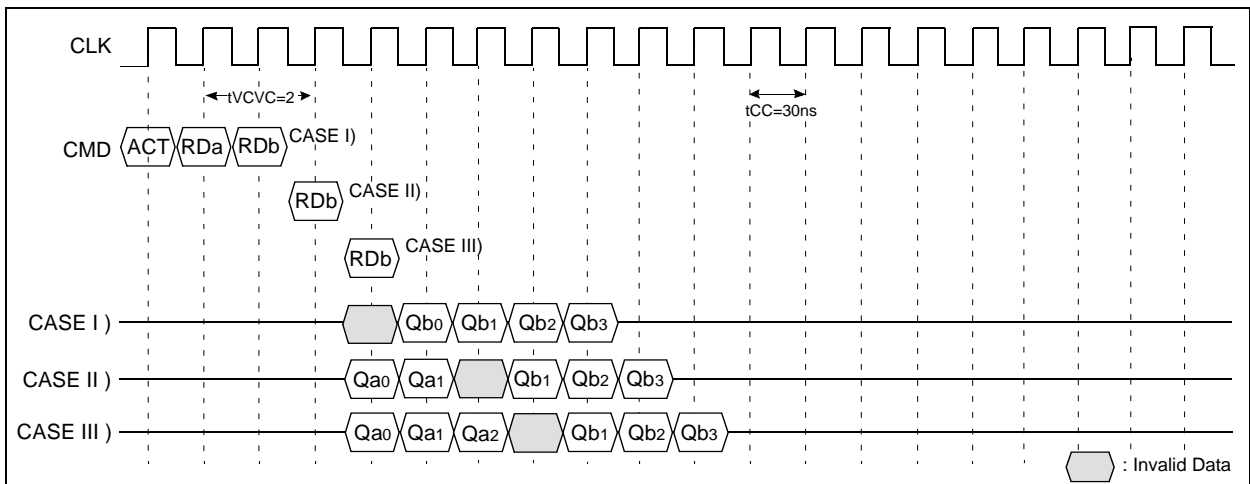 CLK
tVCVC=2
tCC=30ns
CMD ACT RDa RDb CASE I)
RDb CASE II)
RDb CASE III)
CASE I ) Qb0 Qb1 Qb2 Qb3
CASE II ) Qa0 Qa1 Qb1 Qb2 Qb3
CASE III ) Qa0 Qa1 Qa2 Qb1 Qb2 Qb3
: Invalid Data